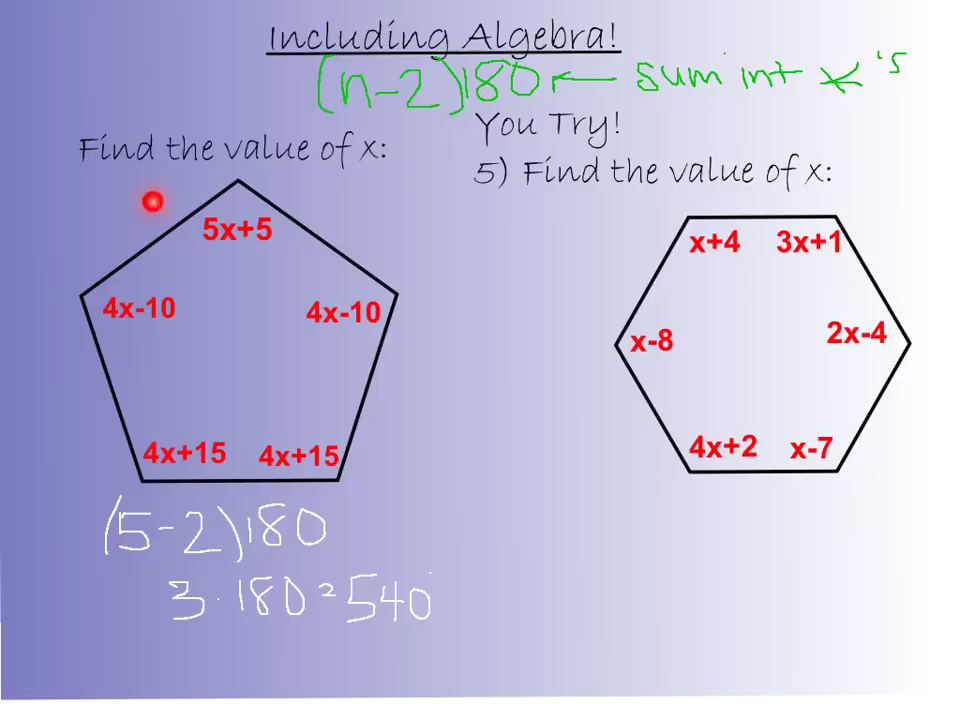 Including Algebra!
(n-2)180 ← sum int ∠'s
Find the value of x:
5x+5
4x-10
4x-10
4x+15
4x+15
(5-2)180
3·180=540
You Try!
5) Find the value of x:
x+4
3x+1
x-8
2x-4
4x+2
x-7